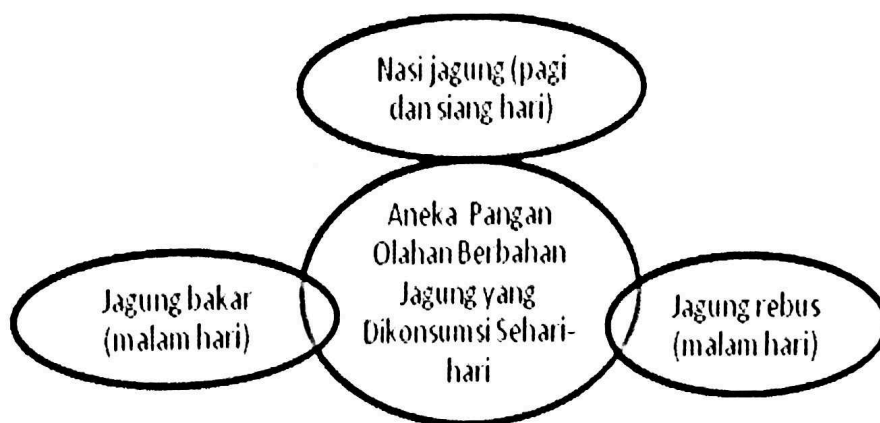 Nasi jagung (pagi
dan siang hari)
Aneka Pangan
Olahan Berbahan
Jagung yang
Dikonsumsi Sehari-
hari
Jagung bakar
(malam hari)
Jagung rebus
(malam hari)